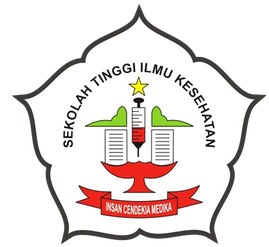 SEKOLAH TINGGI ILMU KESEHATAN
INSAN CENDEKIA MEDIKA